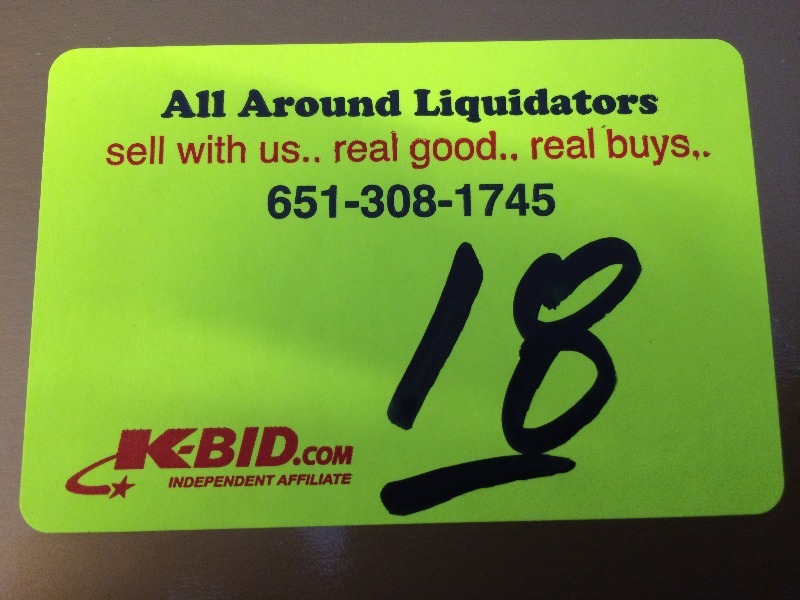 All Around Liquidators
sell with us.. real good.. real buys,.
651-308-1745
18
K-BID.COM
INDEPENDENT AFFILIATE